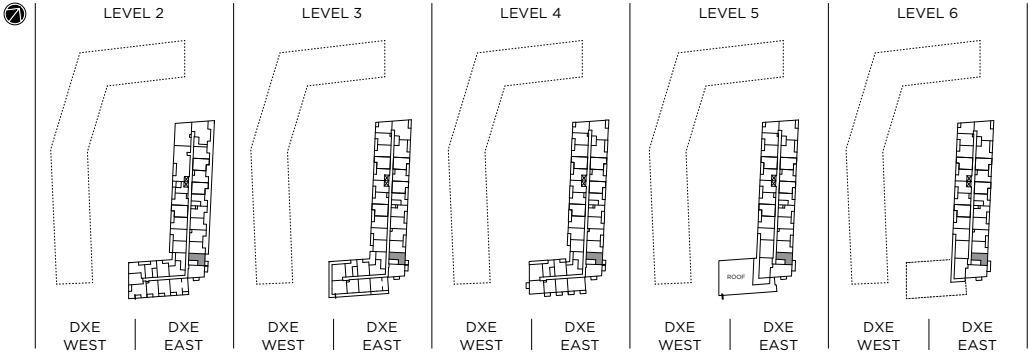 LEVEL 2
LEVEL 3
LEVEL 4
LEVEL 5
LEVEL 6
ROOF
DXE
WEST
DXE
EAST
DXE
WEST
DXE
EAST
DXE
WEST
DXE
EAST
DXE
WEST
DXE
EAST
DXE
WEST
DXE
EAST